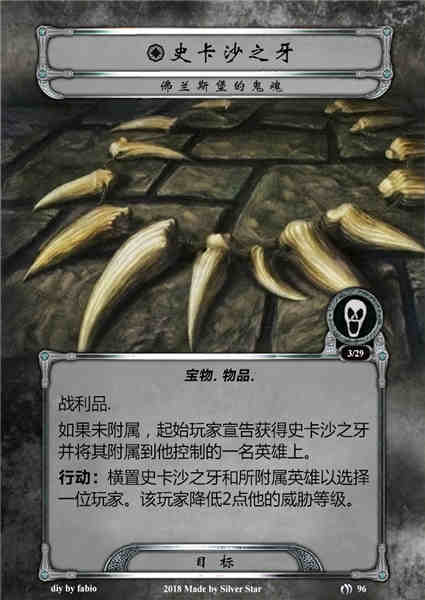 史卡沙之牙
佛兰斯堡的鬼魂
3/29
宝物. 物品.
战利品.
如果未附属，起始玩家宣告获得史卡沙之牙
并将其附属到他控制的一名英雄上。
行动：横置史卡沙之牙和所附属英雄以选择
一位玩家。该玩家降低2点他的威胁等级。
目标
diy by fabio
2018 Made by Silver Star
96